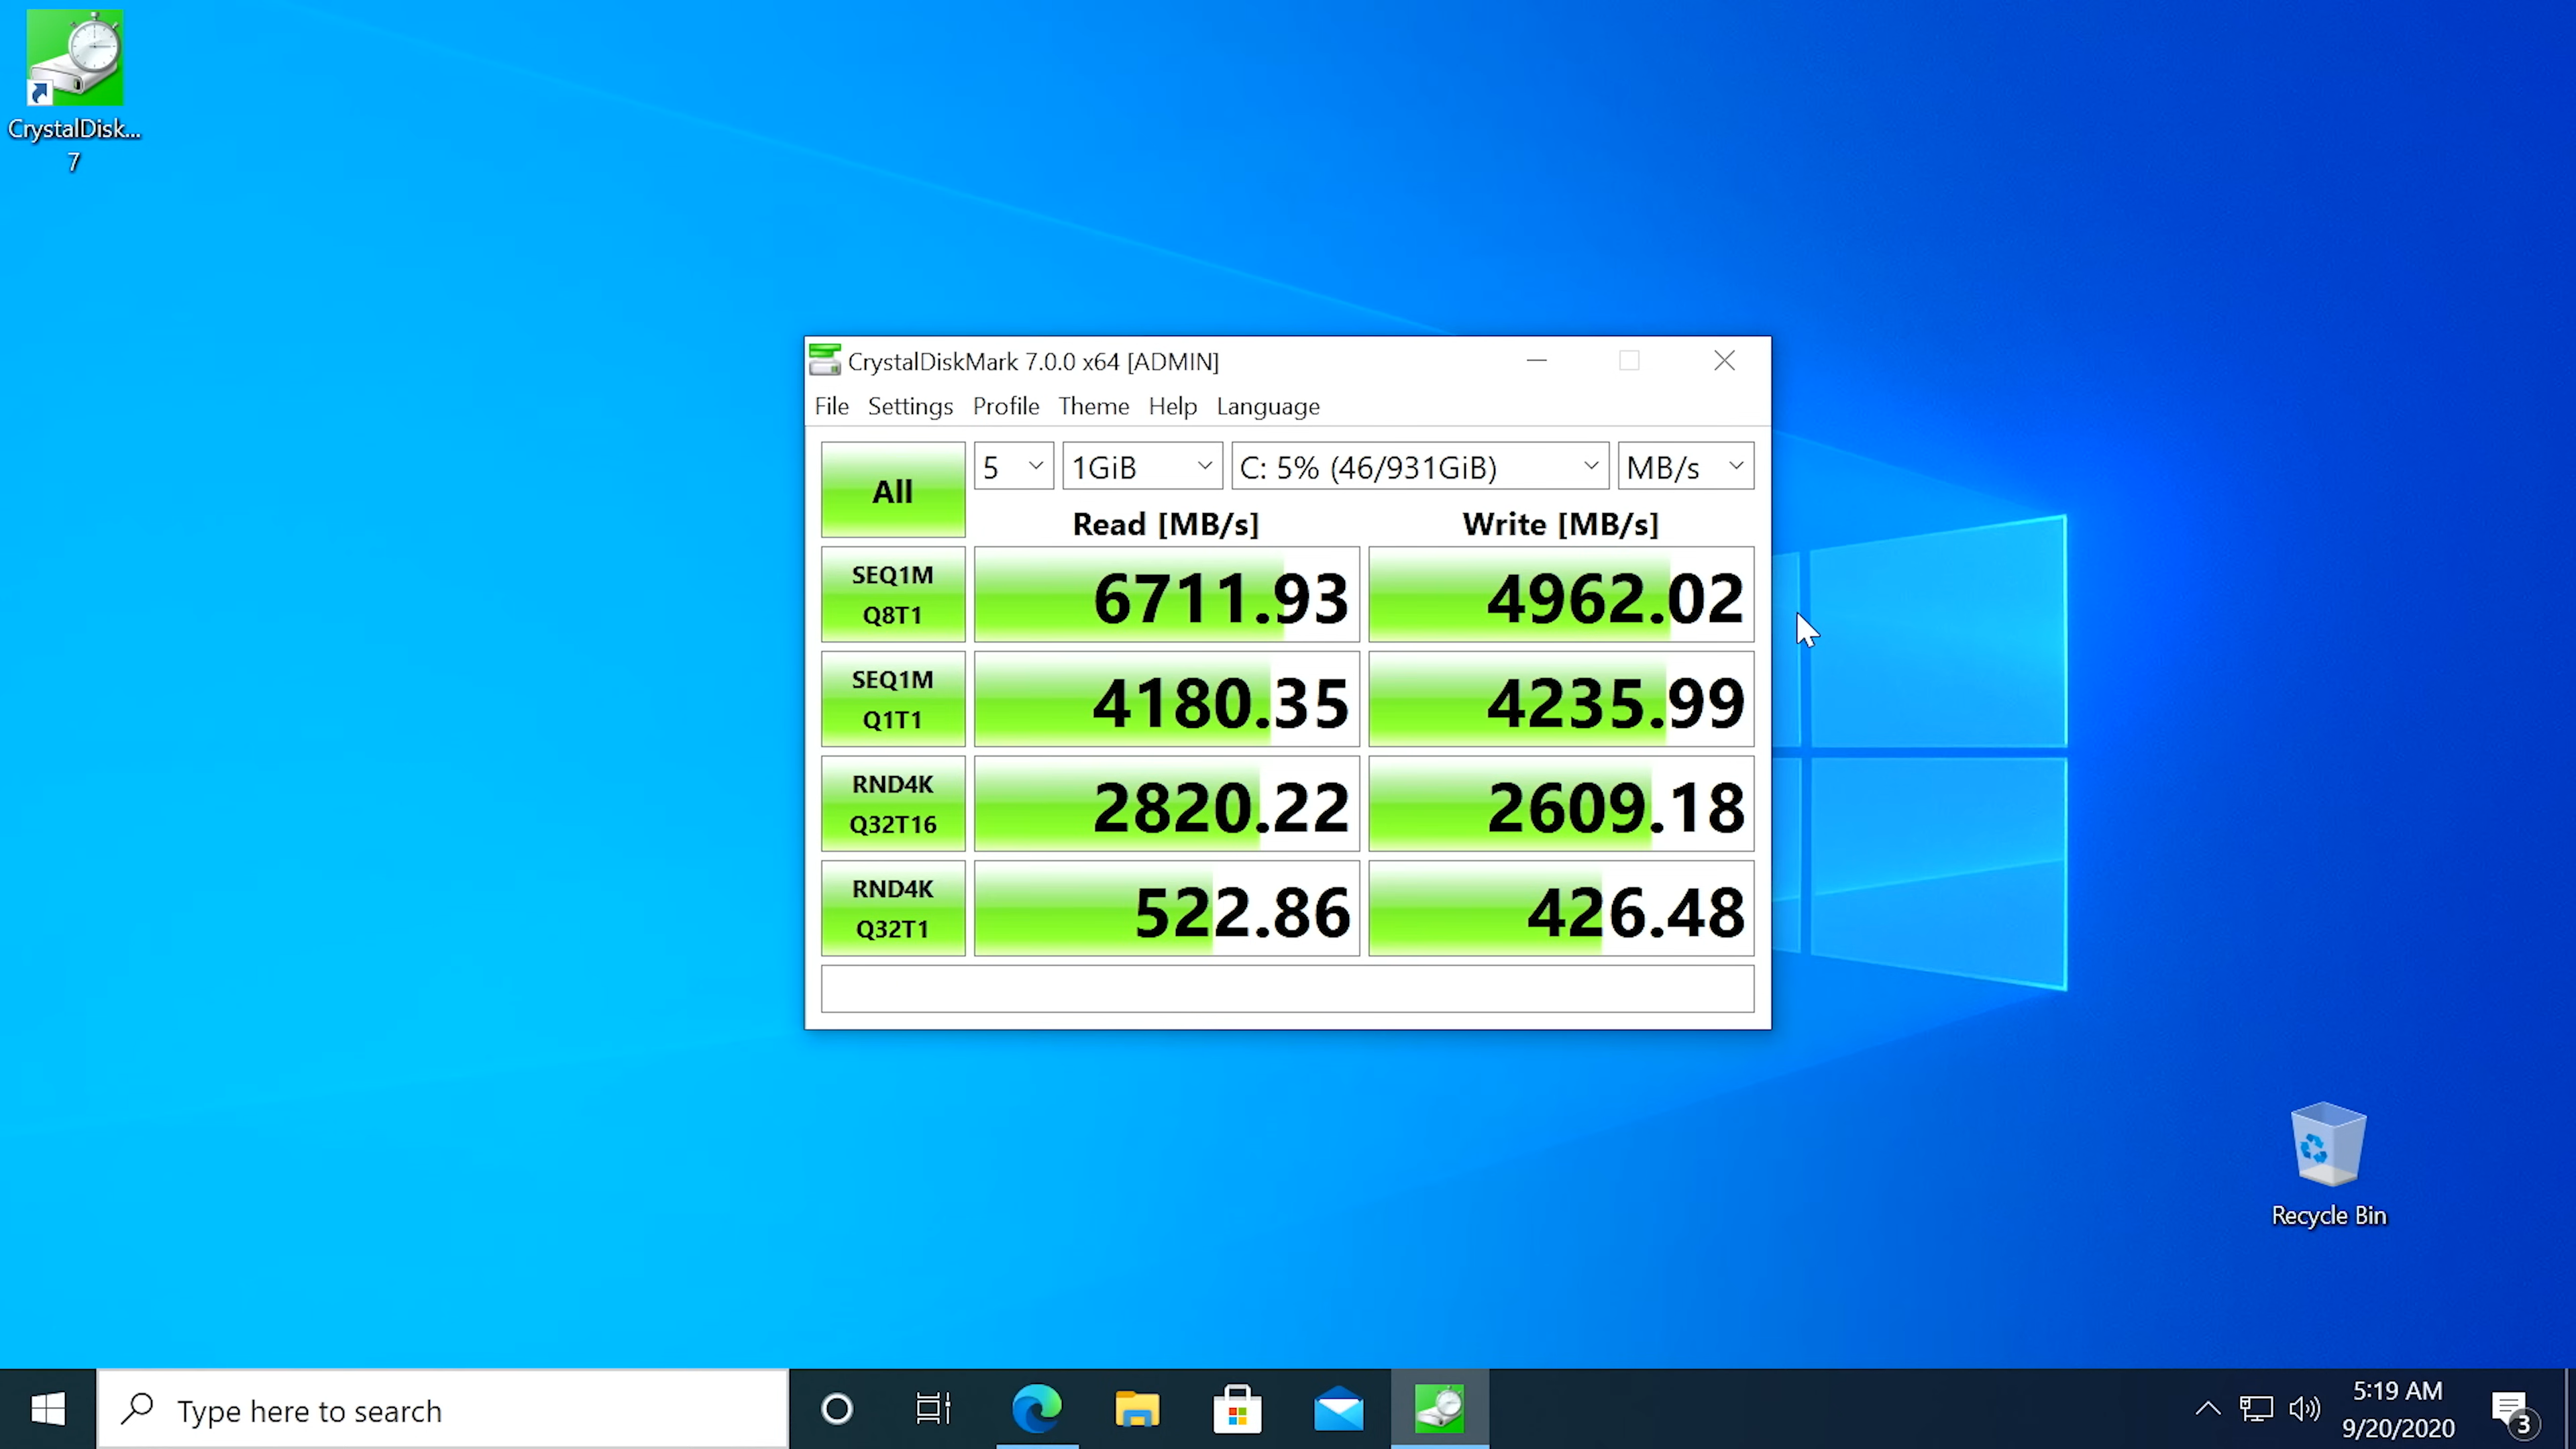 CrystalDisk...
7
CrystalDiskMark 7.0.0 x64 [ADMIN]
File Settings Profile Theme Help Language
All 5 1GiB C: 5% (46/931GiB) MB/s
Read [MB/s] Write [MB/s]
SEQ1M
Q8T1
6711.93 4962.02
SEQ1M
Q1T1
4180.35 4235.99
RND4K
Q32T16
2820.22 2609.18
RND4K
Q32T1
522.86 426.48
Recycle Bin
Type here to search
5:19 AM
9/20/2020
3